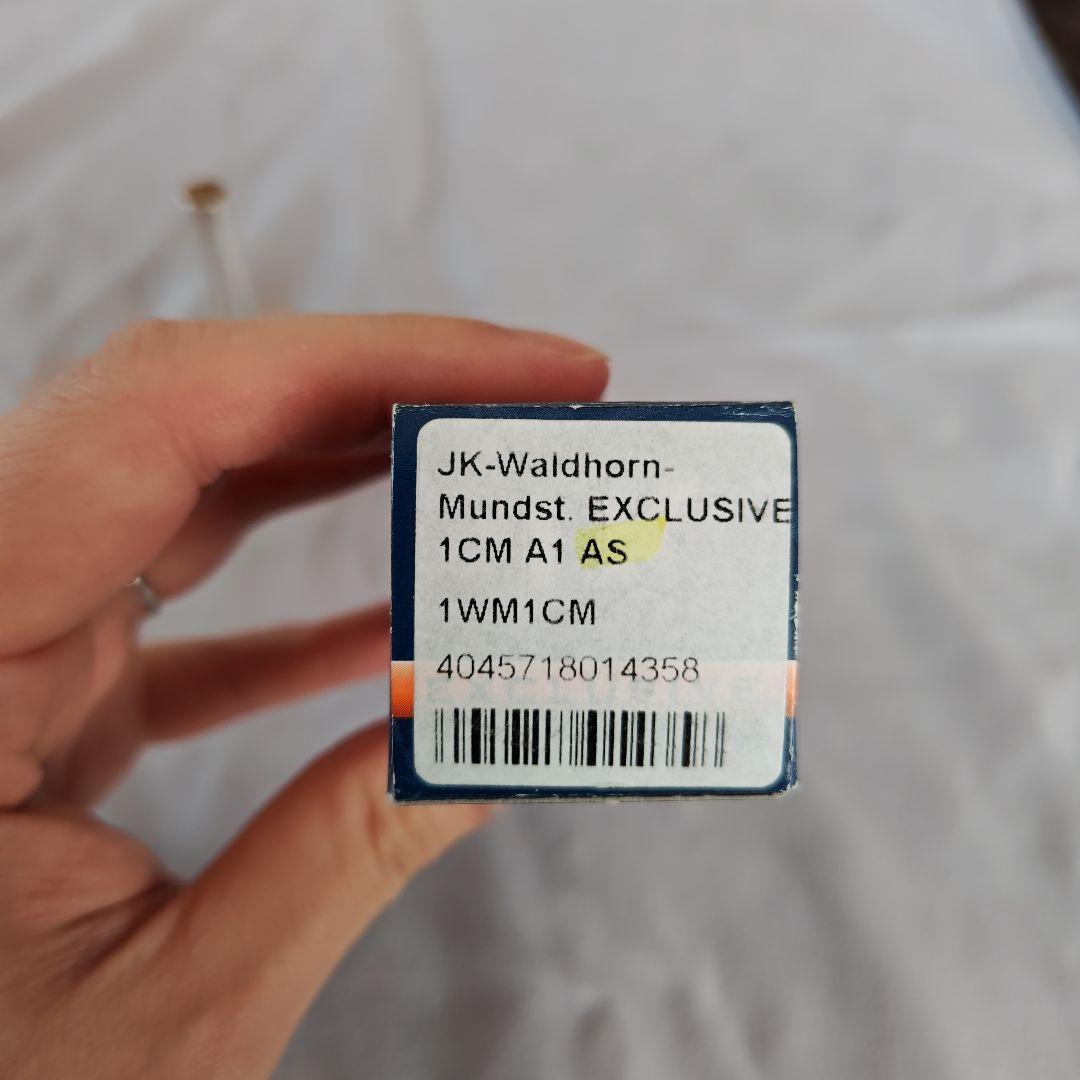 JK-Waldhorn-
Mundst. EXCLUSIVE
1CM A1 AS
1WM1CM
4045718014358